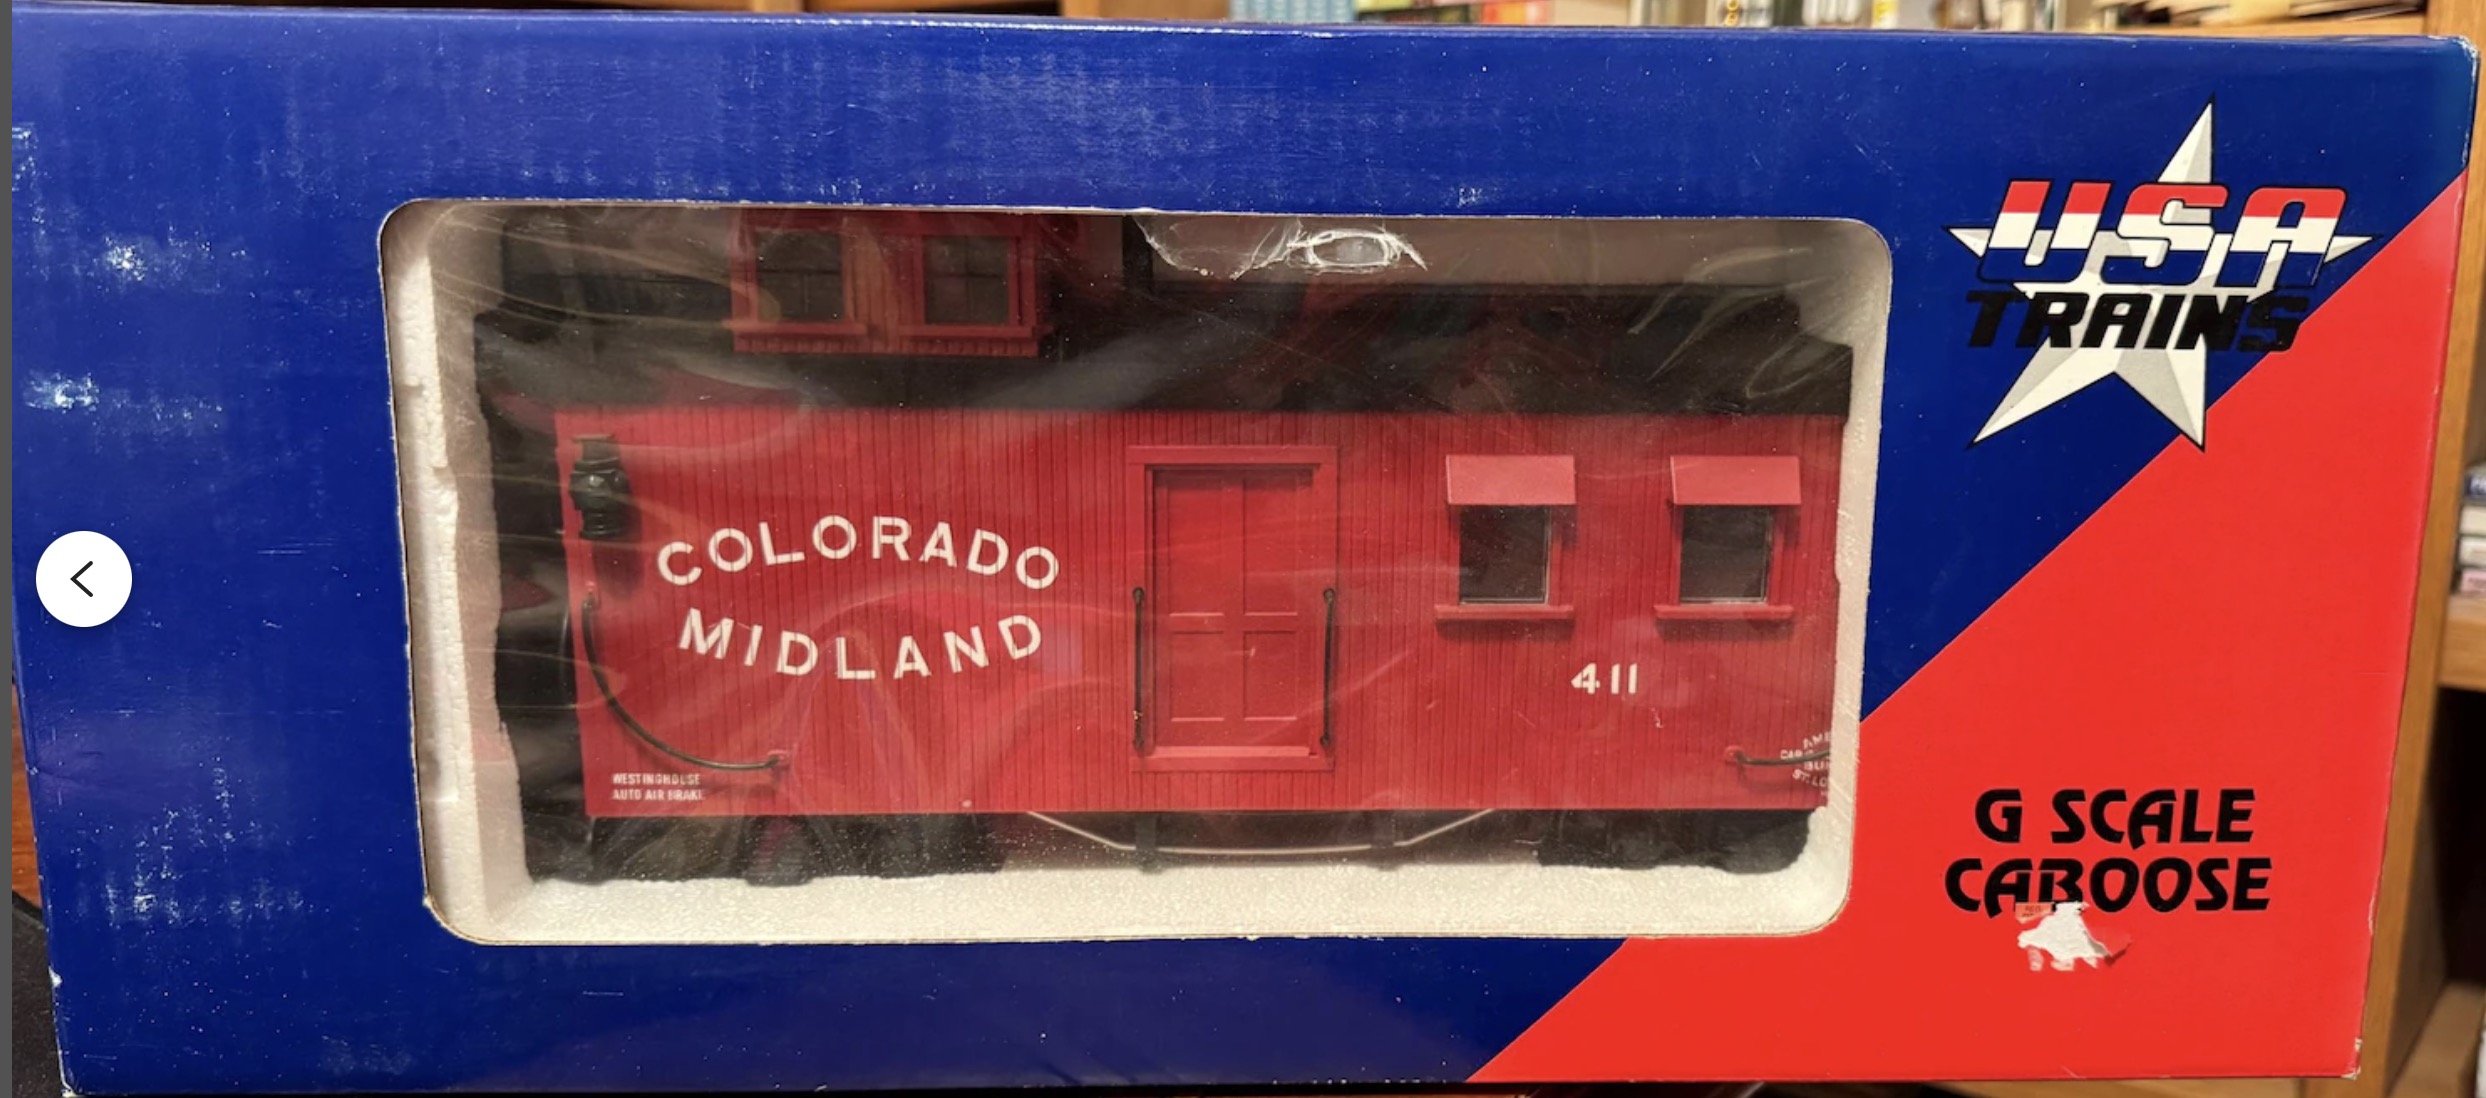 USA
TRAINS
COLORADO
MIDLAND
411
WESTINGHOUSE
AUTO AIR BRAKE
G SCALE
CABOOSE